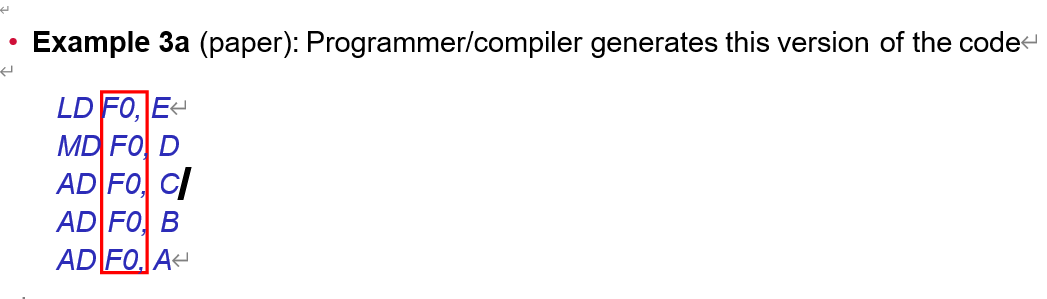 • Example 3a (paper): Programmer/compiler generates this version of the code↵
LD F0, E↵
MD F0, D
AD F0, C
AD F0, B
AD F0, A↵